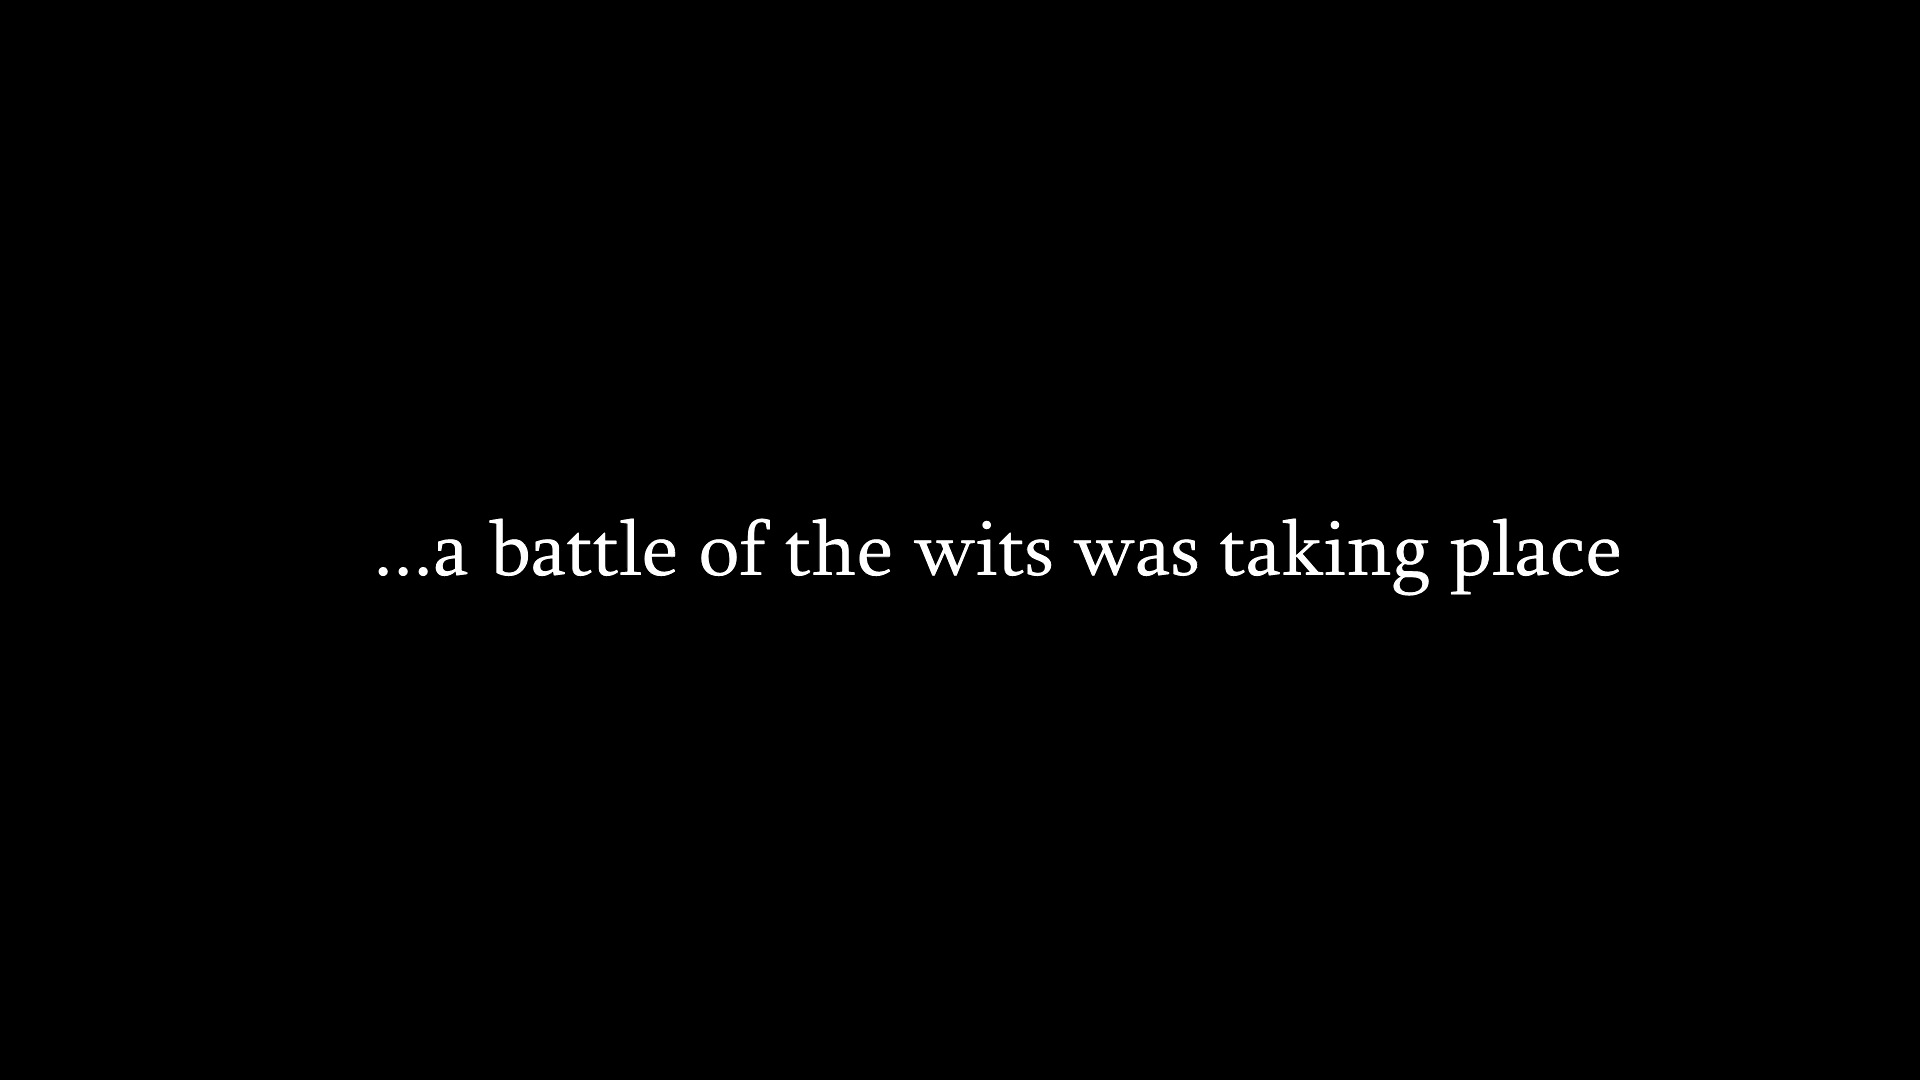 ...a battle of the wits was taking place